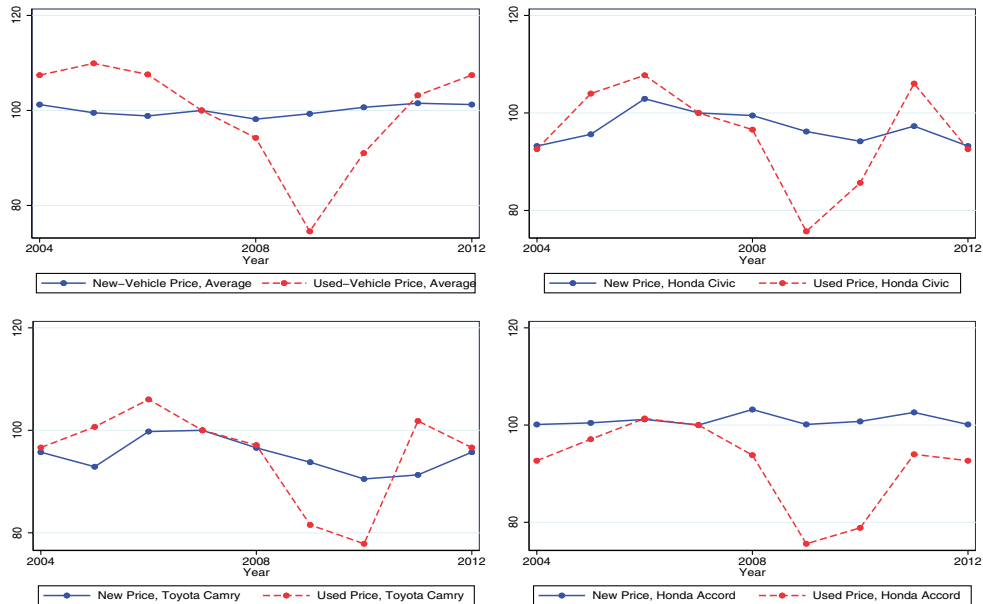 120
100
80
2004 2008 2012
Year
New–Vehicle Price, Average Used–Vehicle Price, Average
120
100
80
2004 2008 2012
Year
New Price, Honda Civic Used Price, Honda Civic
120
100
80
2004 2008 2012
Year
New Price, Toyota Camry Used Price, Toyota Camry
120
100
80
2004 2008 2012
Year
New Price, Honda Accord Used Price, Honda Accord